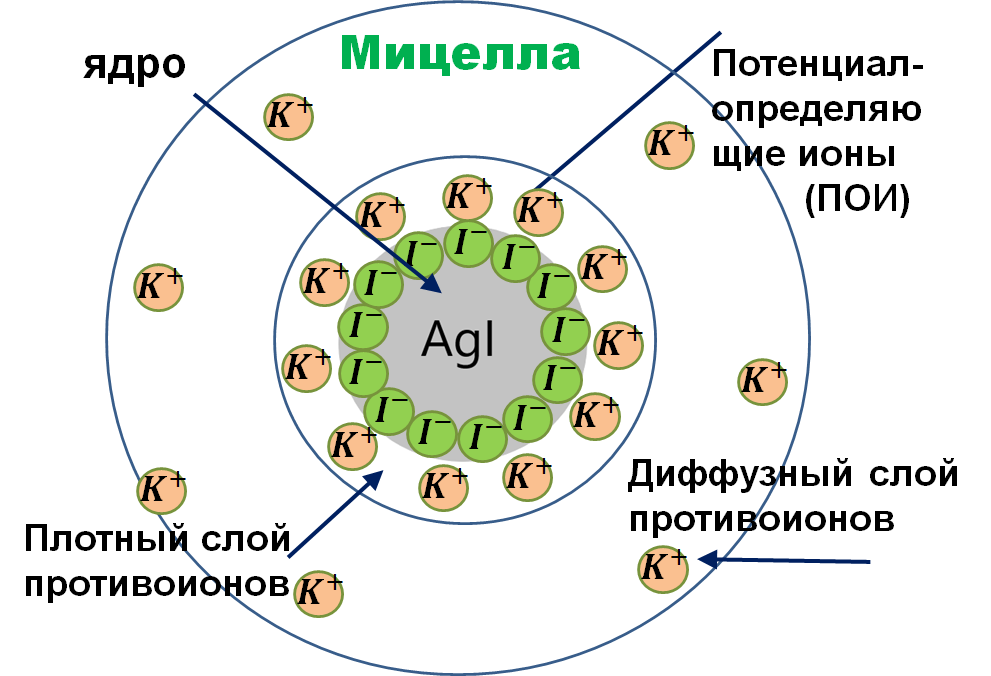 Мицелла
ядро
Потенциал-
определяю
щие ионы
(ПОИ)
K⁺
K⁺
K⁺
K⁺
K⁺
I⁻
I⁻
I⁻
K⁺
K⁺
K⁺
I⁻
I⁻
I⁻
AgI
I⁻
K⁺
K⁺
I⁻
I⁻
K⁺
I⁻
I⁻
K⁺
I⁻
I⁻
K⁺
K⁺
K⁺
K⁺
Диффузный слой
противоионов
Плотный слой
противоионов
K⁺
K⁺
K⁺